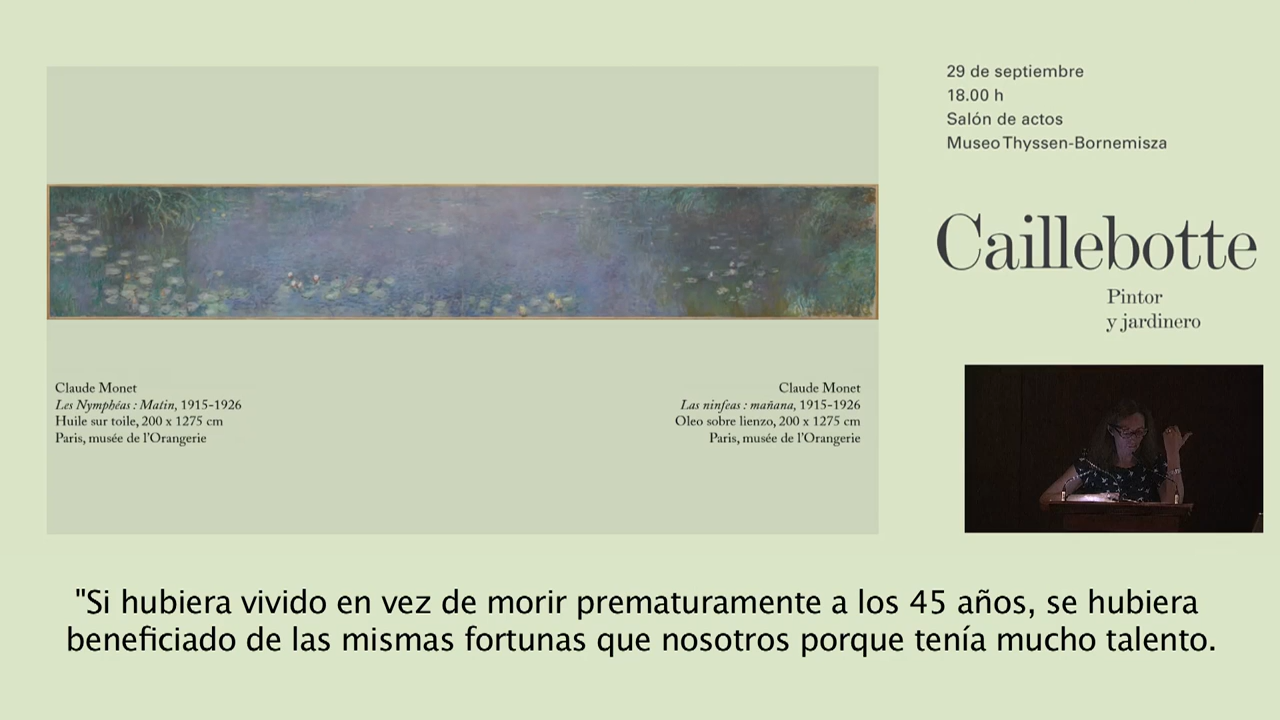 29 de septiembre
18.00 h
Salón de actos
Museo Thyssen-Bornemisza
Caillebotte
Pintor
y jardinero
Claude Monet
Les Nymphéas : Matin, 1915-1926
Huile sur toile, 200 x 1275 cm
Paris, musée de l'Orangerie
Claude Monet
Las ninfeas : mañana, 1915-1926
Oleo sobre lienzo, 200 x 1275 cm
Paris, musée de l'Orangerie
"Si hubiera vivido en vez de morir prematuramente a los 45 años, se hubiera
beneficiado de las mismas fortunas que nosotros porque tenía mucho talento.